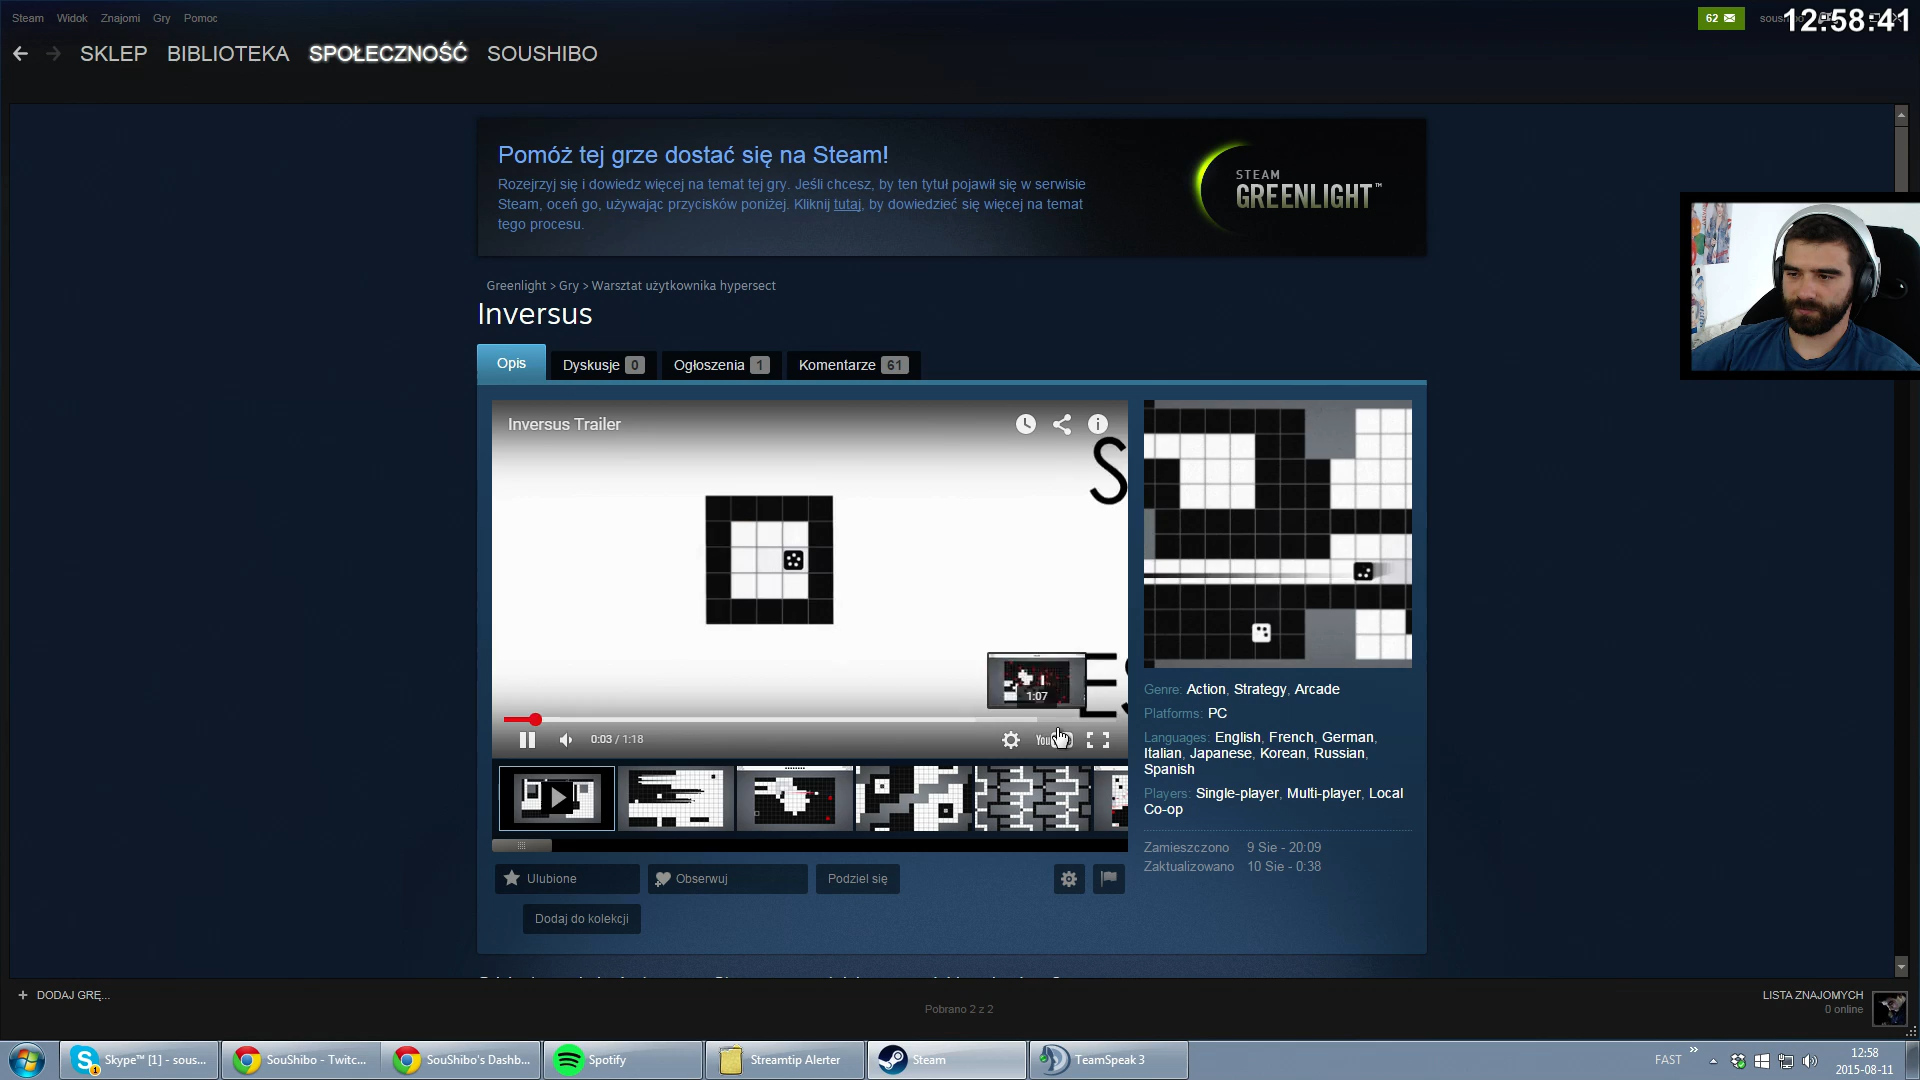 Steam Widok Znajomi Gry Pomoc
62
12:58:41
SKLEP BIBLIOTEKA SPOŁECZNOŚĆ SOUSHIBO
Pomóż tej grze dostać się na Steam!
Rozejrzyj się i dowiedz więcej na temat tej gry. Jeśli chcesz, by ten tytuł pojawił się w serwisie
Steam, oceń go, używając przycisków poniżej. Kliknij tutaj, by dowiedzieć się więcej na temat
tego procesu.
STEAM
GREENLIGHT™
Greenlight > Gry > Warsztat użytkownika hypersect
Inversus
Opis
Dyskusje 0
Ogłoszenia 1
Komentarze 61
Inversus Trailer
S
1:07
0:03 / 1:18
Genre: Action, Strategy, Arcade
Platforms: PC
Languages: English, French, German,
Italian, Japanese, Korean, Russian,
Spanish
Players: Single-player, Multi-player, Local
Co-op
Zamieszczono 9 Sie - 20:09
Zaktualizowano 10 Sie - 0:38
Ulubione
Obserwuj
Podziel się
Dodaj do kolekcji
+ DODAJ GRĘ...
Pobrano 2 z 2
LISTA ZNAJOMYCH
0 online
Skype™ [1] - sous...
SouShibo - Twitc...
SouShibo's Dashb...
Spotify
Streamtip Alerter
Steam
TeamSpeak 3
FAST
12:58
2015-08-11